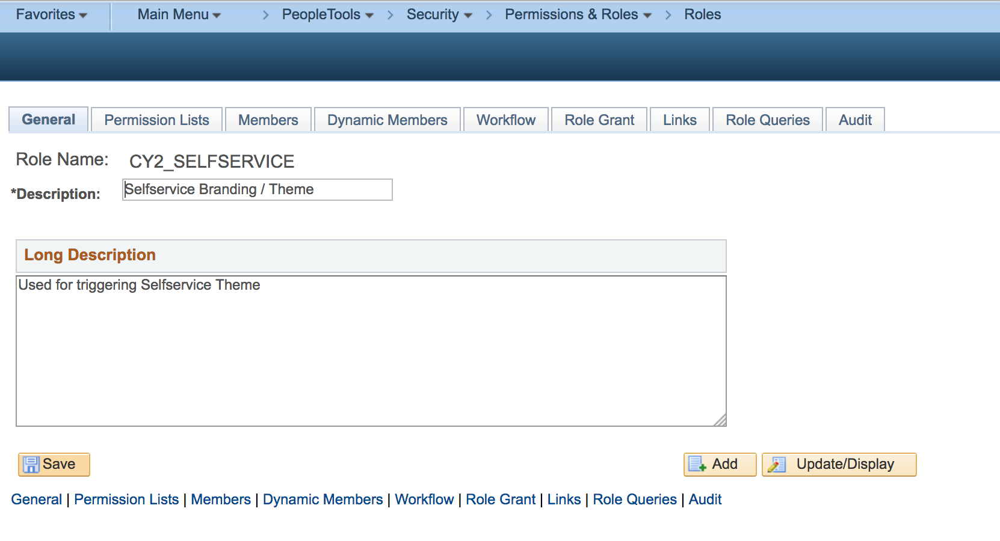 Favorites Main Menu > PeopleTools > Security > Permissions & Roles > Roles
General Permission Lists Members Dynamic Members Workflow Role Grant Links Role Queries Audit
Role Name: CY2_SELFSERVICE
*Description: Selfservice Branding / Theme
Long Description
Used for triggering Selfservice Theme
Save Add Update/Display
General | Permission Lists | Members | Dynamic Members | Workflow | Role Grant | Links | Role Queries | Audit